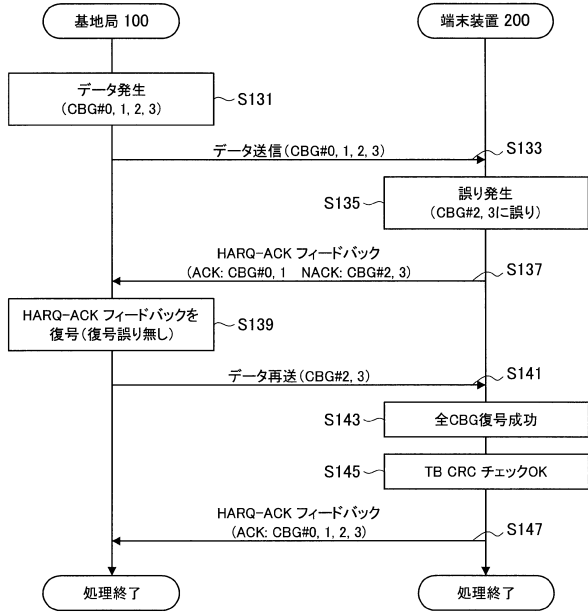 基地局 100
端末装置 200
データ発生
(CBG#0, 1, 2, 3)
S131
データ送信(CBG#0, 1, 2, 3)
S133
S135
誤り発生
(CBG#2, 3に誤り)
HARQ-ACK フィードバック
(ACK: CBG#0, 1 NACK: CBG#2, 3)
S137
HARQ-ACK フィードバックを
復号(復号誤り無し)
S139
データ再送(CBG#2, 3)
S141
S143
全CBG復号成功
S145
TB CRC チェックOK
HARQ-ACK フィードバック
(ACK: CBG#0, 1, 2, 3)
S147
処理終了
処理終了